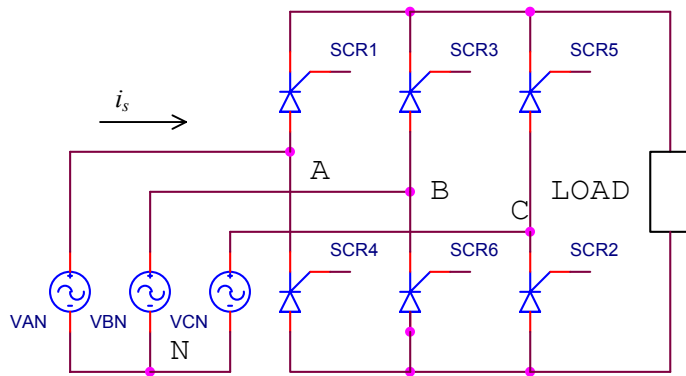 SCR1 SCR3 SCR5
i_s
A
B
C
LOAD
SCR4 SCR6 SCR2
VAN VBN VCN
N